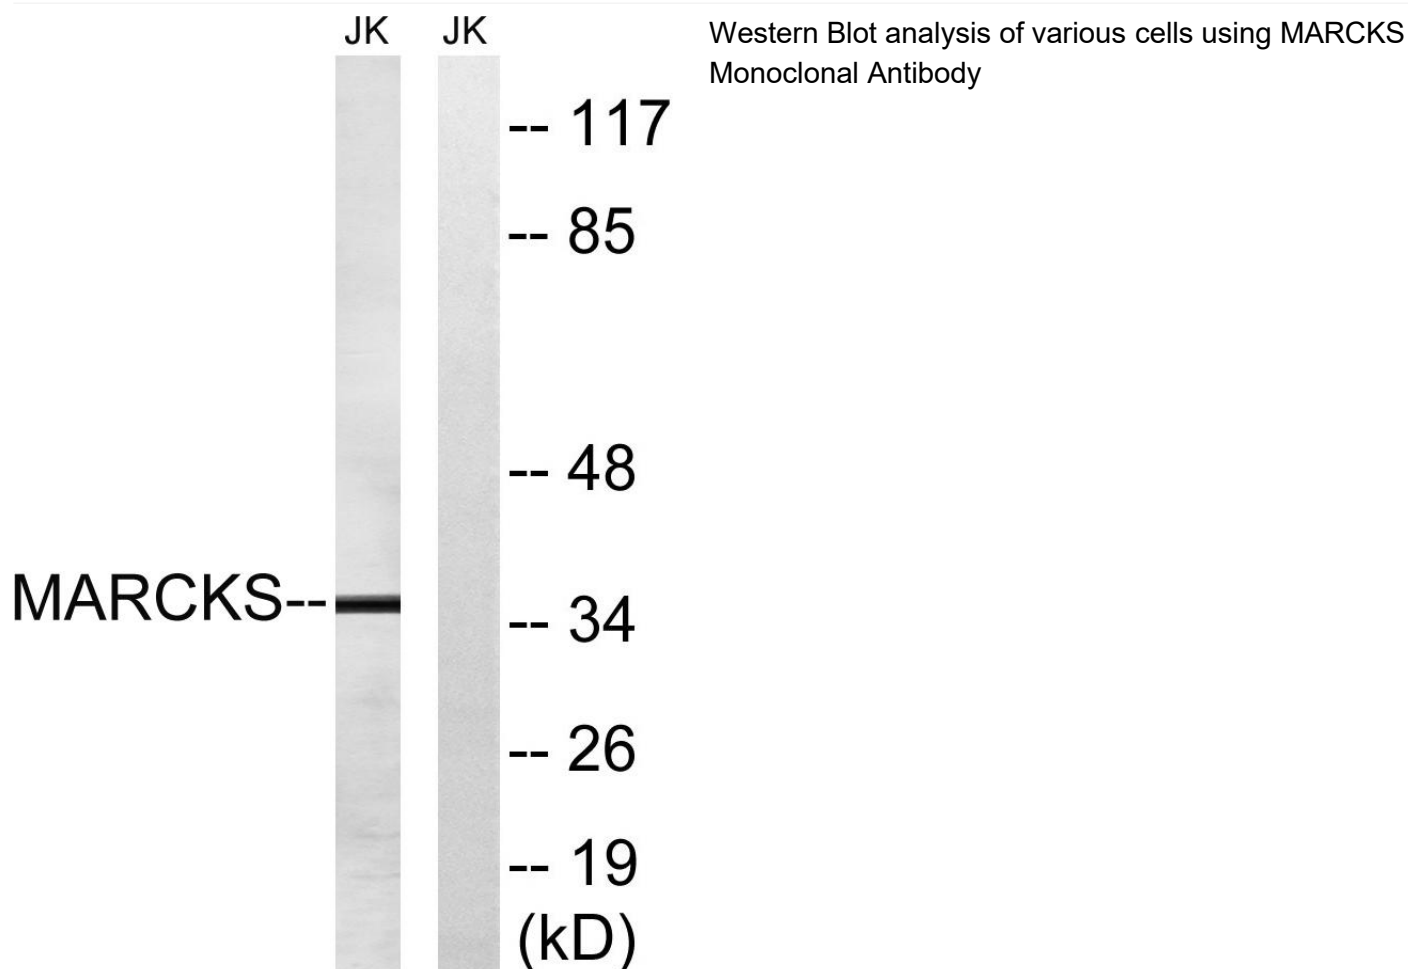 JK JK
Western Blot analysis of various cells using MARCKS
Monoclonal Antibody
-- 117
-- 85
-- 48
MARCKS--
-- 34
-- 26
-- 19
(kD)